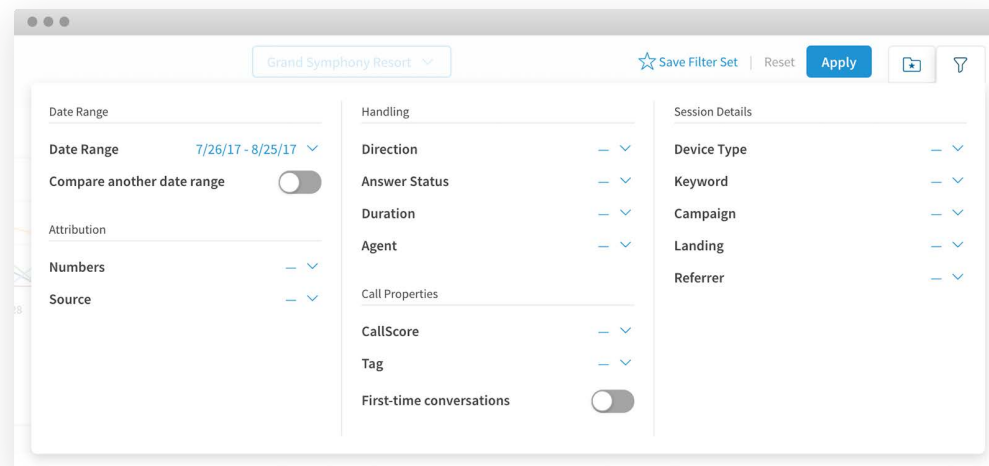 Grand Symphony Resort
Save Filter Set | Reset Apply
Date Range
Date Range 7/26/17 - 8/25/17
Compare another date range
Attribution
Numbers –
Source –
Handling
Direction –
Answer Status –
Duration –
Agent –
Call Properties
CallScore –
Tag –
First-time conversations
Session Details
Device Type –
Keyword –
Campaign –
Landing –
Referrer –